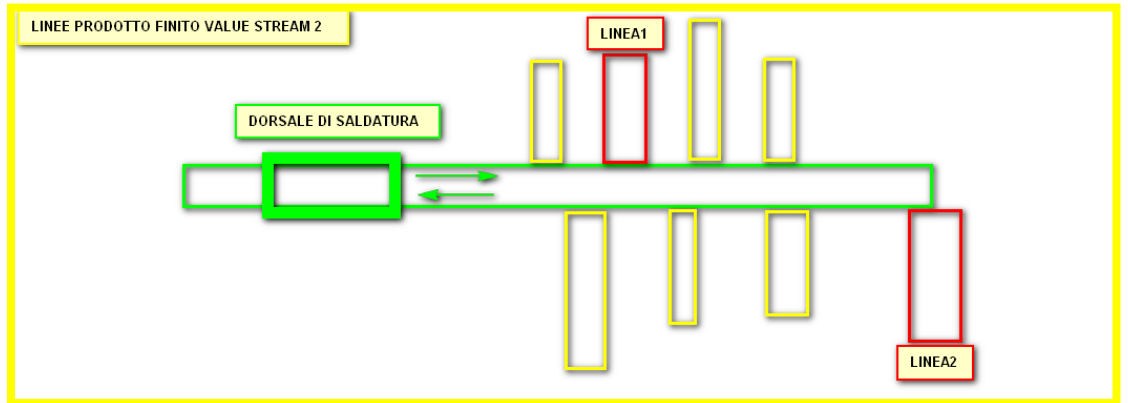 LINEE PRODOTTO FINITO VALUE STREAM 2
LINEA1
DORSALE DI SALDATURA
LINEA2